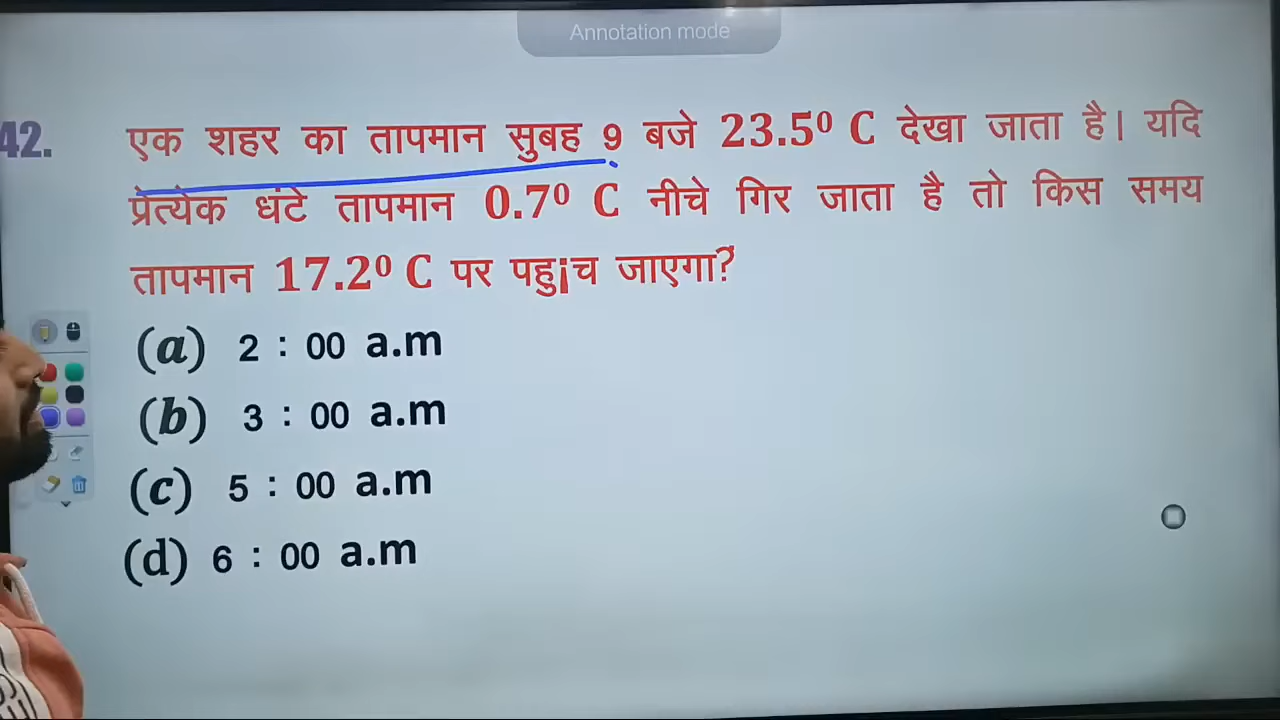 Annotation mode
42. एक शहर का तापमान सुबह 9 बजे 23.5⁰ C देखा जाता है। यदि
प्रत्येक धंटे तापमान 0.7⁰ C नीचे गिर जाता है तो किस समय
तापमान 17.2⁰ C पर पहु¡च जाएगा?
(a) 2 : 00 a.m
(b) 3 : 00 a.m
(c) 5 : 00 a.m
(d) 6 : 00 a.m